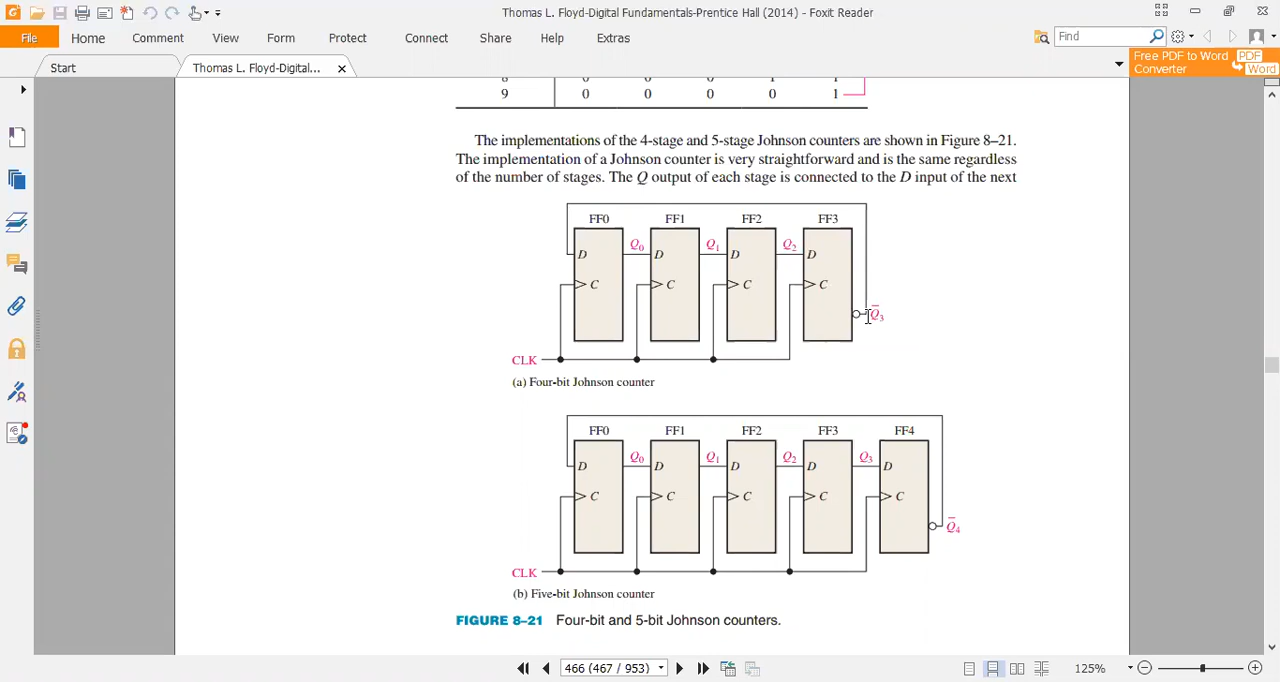 Thomas L. Floyd-Digital Fundamentals-Prentice Hall (2014) - Foxit Reader
File Home Comment View Form Protect Connect Share Help Extras Find
Free PDF to Word Converter PDF Word
Start Thomas L. Floyd-Digital...
9 0 0 0 0 1
The implementations of the 4-stage and 5-stage Johnson counters are shown in Figure 8–21.
The implementation of a Johnson counter is very straightforward and is the same regardless
of the number of stages. The Q output of each stage is connected to the D input of the next
FF0 FF1 FF2 FF3
D Q0 D Q1 D Q2 D
C C C C
Q̅3
CLK
(a) Four-bit Johnson counter
FF0 FF1 FF2 FF3 FF4
D Q0 D Q1 D Q2 D Q3 D
C C C C C
Q̅4
CLK
(b) Five-bit Johnson counter
FIGURE 8–21 Four-bit and 5-bit Johnson counters.
466 (467 / 953) 125%